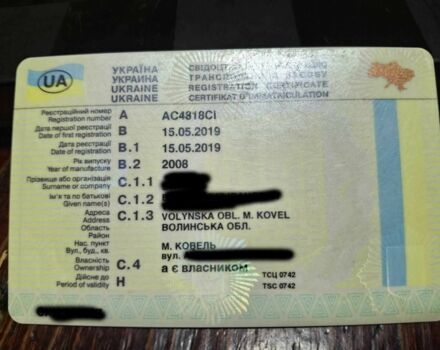 УКРАЇНА СВІДОЦТВО
УКРАИНА
UKRAINE REGISTRATION CERTIFICATE
UKRAINE CERTIFICAT D'IMMATRICULATION
UA
Реєстраційний номер
Registration number A AC4818CI
Дата першої реєстрації
Date of first registration B 15.05.2019
Дата реєстрації
Date of registration B.1 15.05.2019
Рік випуску
Year of manufacture B.2 2008
Прізвище або організація
Surname or company C.1.1
Ім'я та по батькові
Given name(s) C.1.2
Адреса
Address C.1.3 VOLYNSKA OBL. M. KOVEL
Область ВОЛИНСЬКА ОБЛ.
Район
Нас. пункт М. КОВЕЛЬ
Вул., буд., кв. вул.
Власність
Ownership C.4 а є власником
Дійсне до ТСЦ 0742
Period of validity H TSC 0742